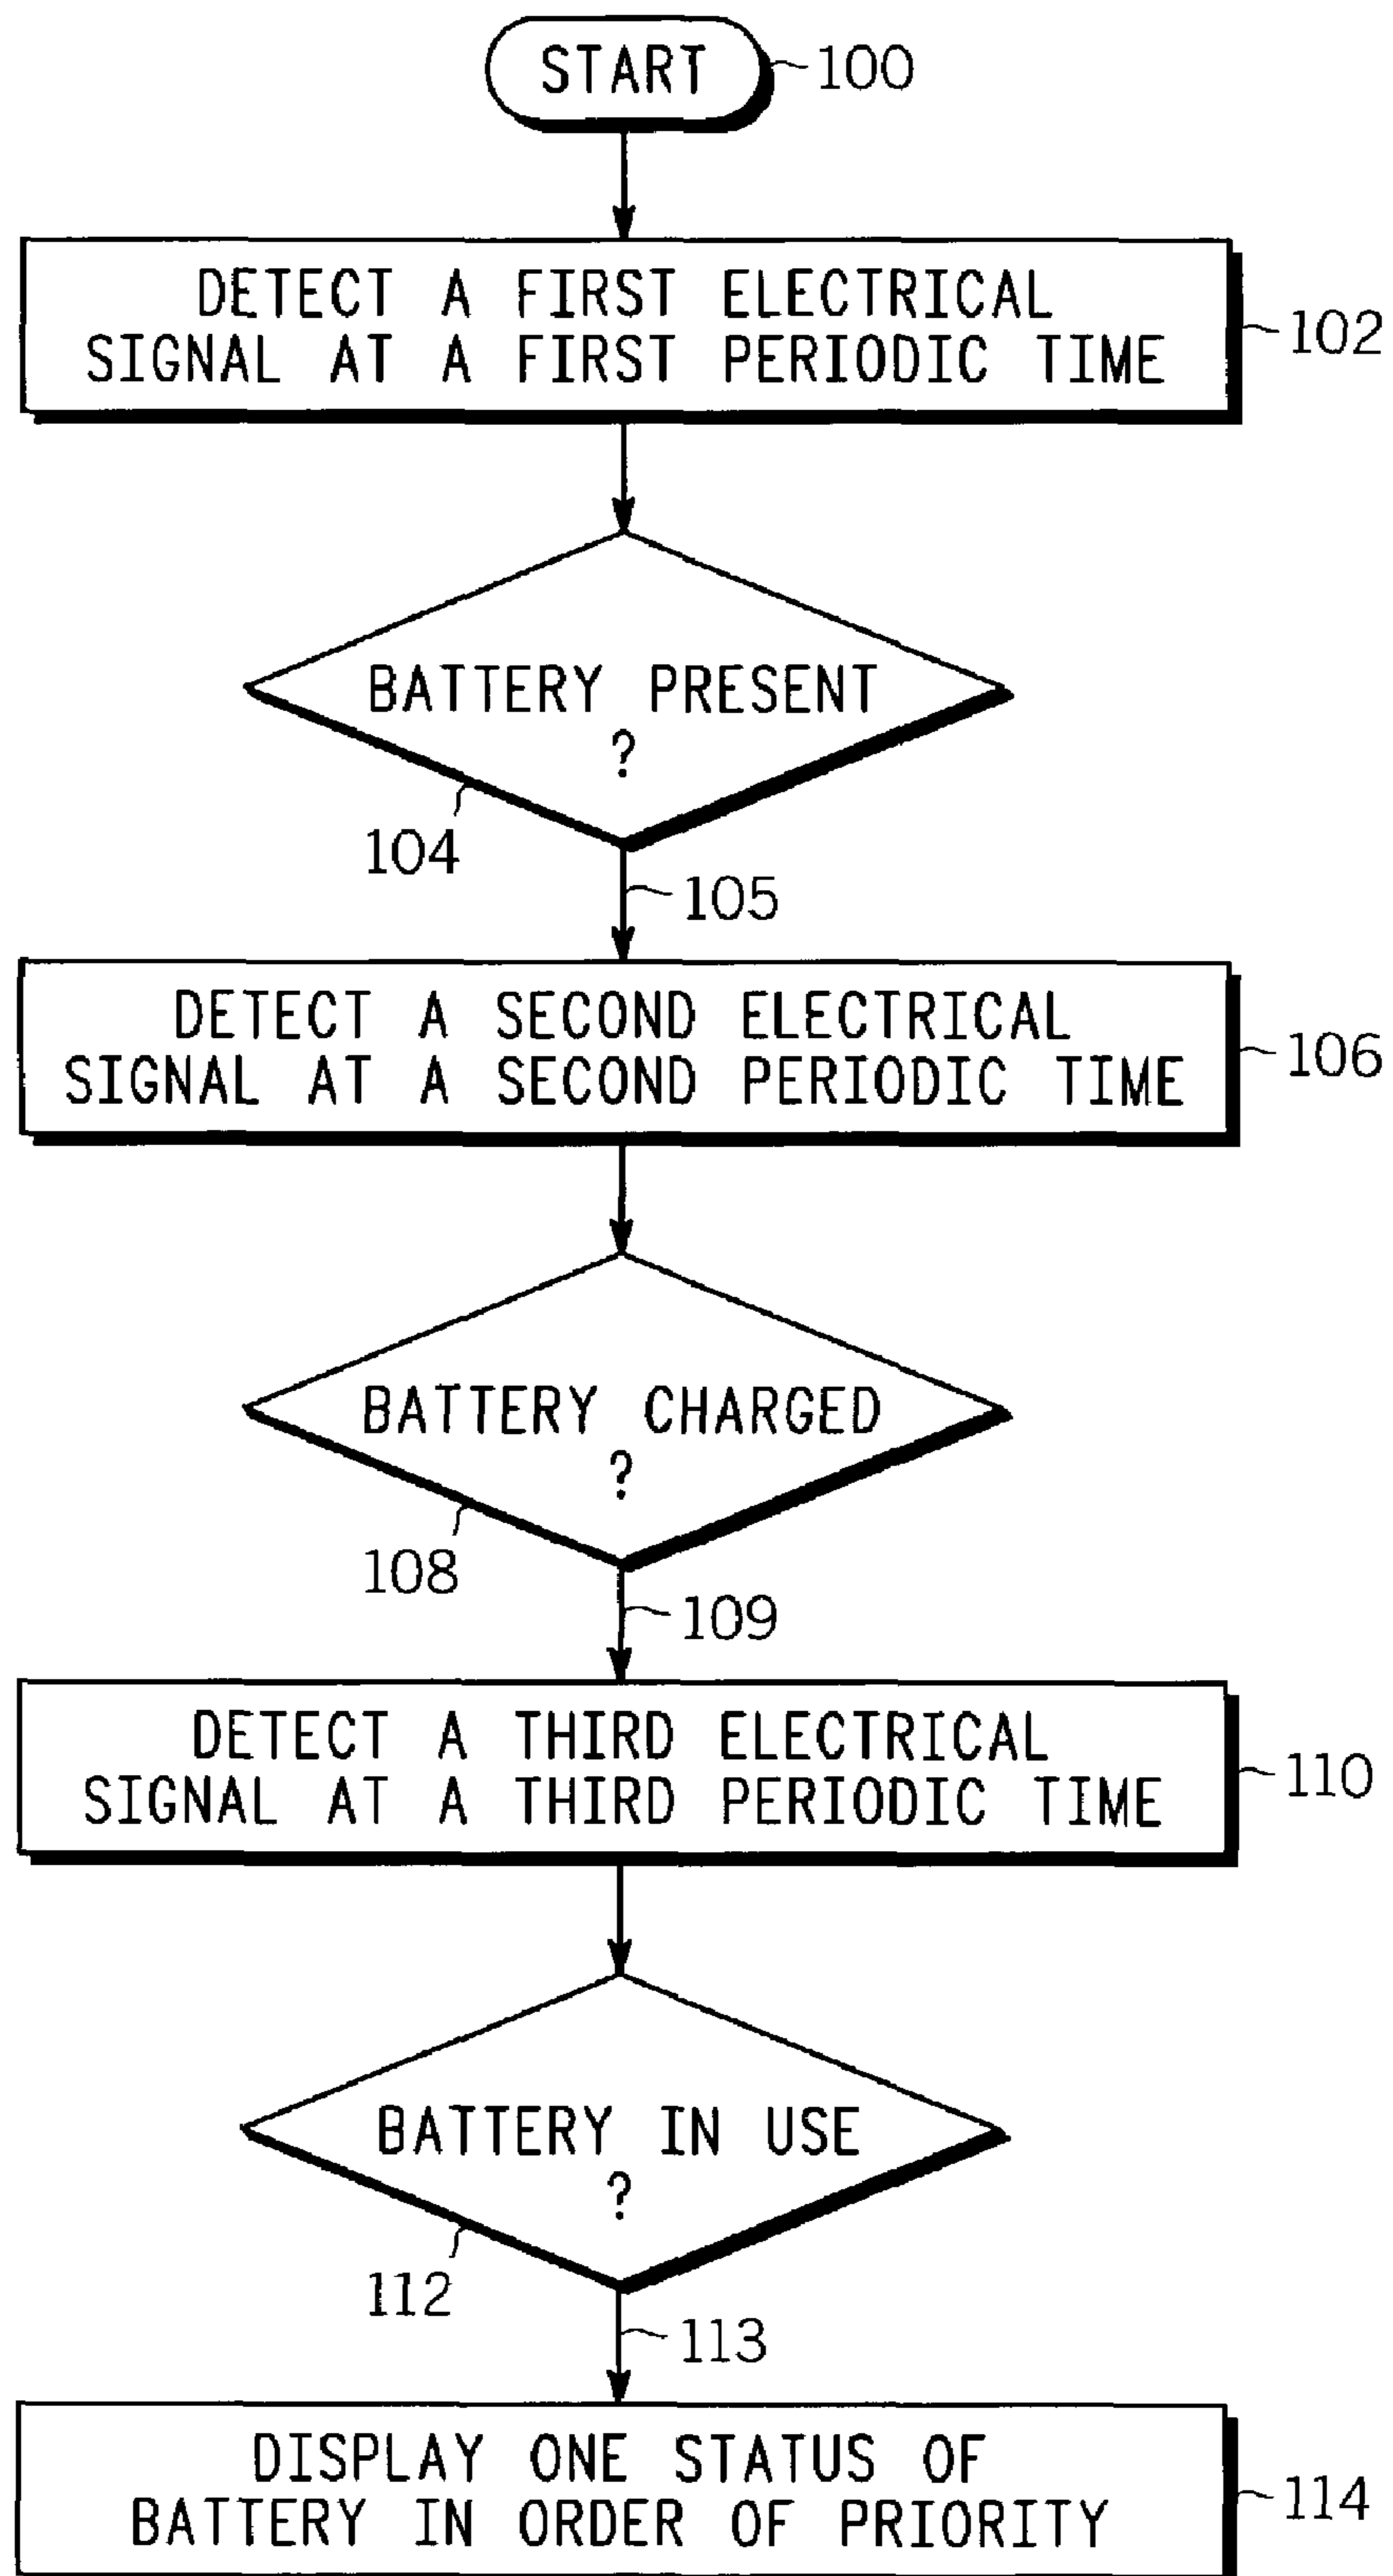 START
100
DETECT A FIRST ELECTRICAL
SIGNAL AT A FIRST PERIODIC TIME
102
BATTERY PRESENT
?
104
105
DETECT A SECOND ELECTRICAL
SIGNAL AT A SECOND PERIODIC TIME
106
BATTERY CHARGED
?
108
109
DETECT A THIRD ELECTRICAL
SIGNAL AT A THIRD PERIODIC TIME
110
BATTERY IN USE
?
112
113
DISPLAY ONE STATUS OF
BATTERY IN ORDER OF PRIORITY
114